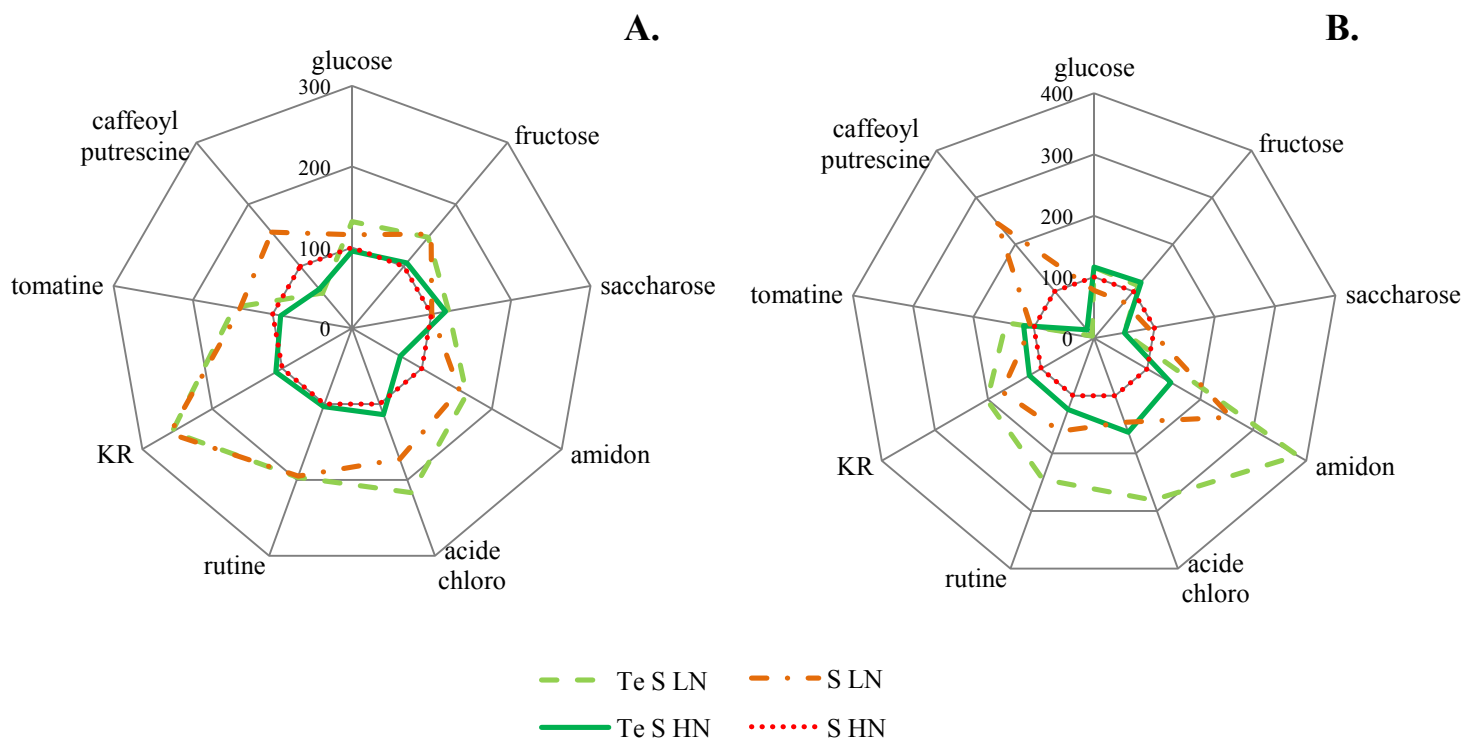 A.
glucose
300
200
100
0
fructose
saccharose
amidon
acide
chloro
rutine
KR
tomatine
caffeoyl
putrescine
B.
glucose
400
300
200
100
0
fructose
saccharose
amidon
acide
chloro
rutine
KR
tomatine
caffeoyl
putrescine
Te S LN
S LN
Te S HN
S HN